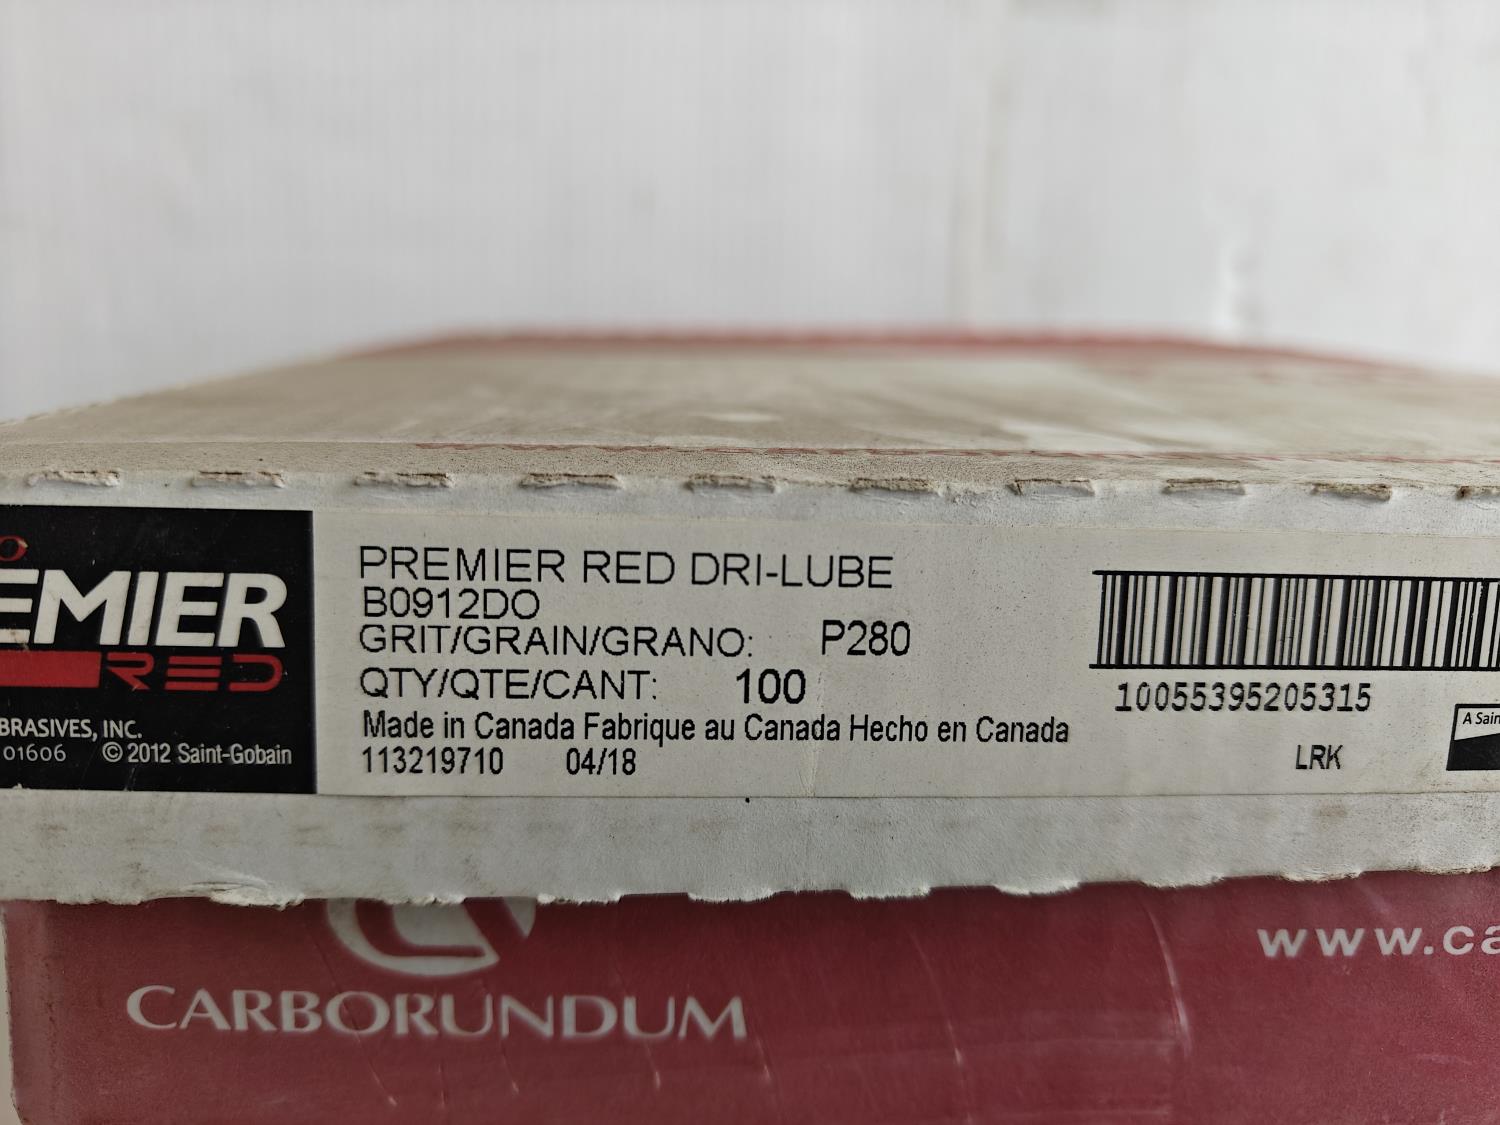 EMIER
RED
BRASIVES, INC.
01606 © 2012 Saint-Gobain
PREMIER RED DRI-LUBE
B0912DO
GRIT/GRAIN/GRANO: P280
QTY/QTE/CANT: 100
Made in Canada Fabrique au Canada Hecho en Canada
113219710 04/18
10055395205315
LRK
A Sain
CARBORUNDUM
www.ca